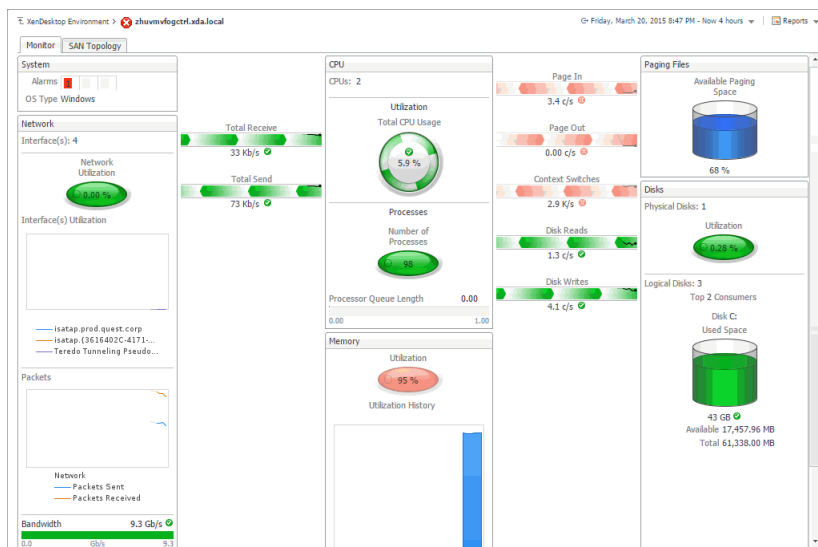 XenDesktop Environment > zhuvmvfogctrl.xda.local
Friday, March 20, 2015 8:47 PM - Now 4 hours
Reports
Monitor
SAN Topology
System
Alarms 1
OS Type Windows
Network
Interface(s): 4
Network
Utilization
0.00 %
Interface(s) Utilization
isatap.prod.quest.corp
isatap.{3616402C-4171-...
Teredo Tunneling Pseudo...
Packets
Network
Packets Sent
Packets Received
Bandwidth 9.3 Gb/s
0.0 Gb/s 9.3
Total Receive
33 Kb/s
Total Send
73 Kb/s
CPU
CPUs: 2
Utilization
Total CPU Usage
5.9 %
Processes
Number of
Processes
98
Processor Queue Length 0.00
0.00 1.00
Memory
Utilization
95 %
Utilization History
Page In
3.4 c/s
Page Out
0.00 c/s
Context Switches
2.9 K/s
Disk Reads
1.3 c/s
Disk Writes
4.1 c/s
Paging Files
Available Paging
Space
68 %
Disks
Physical Disks: 1
Utilization
0.28 %
Logical Disks: 3
Top 2 Consumers
Disk C:
Used Space
43 GB
Available 17,457.96 MB
Total 61,338.00 MB